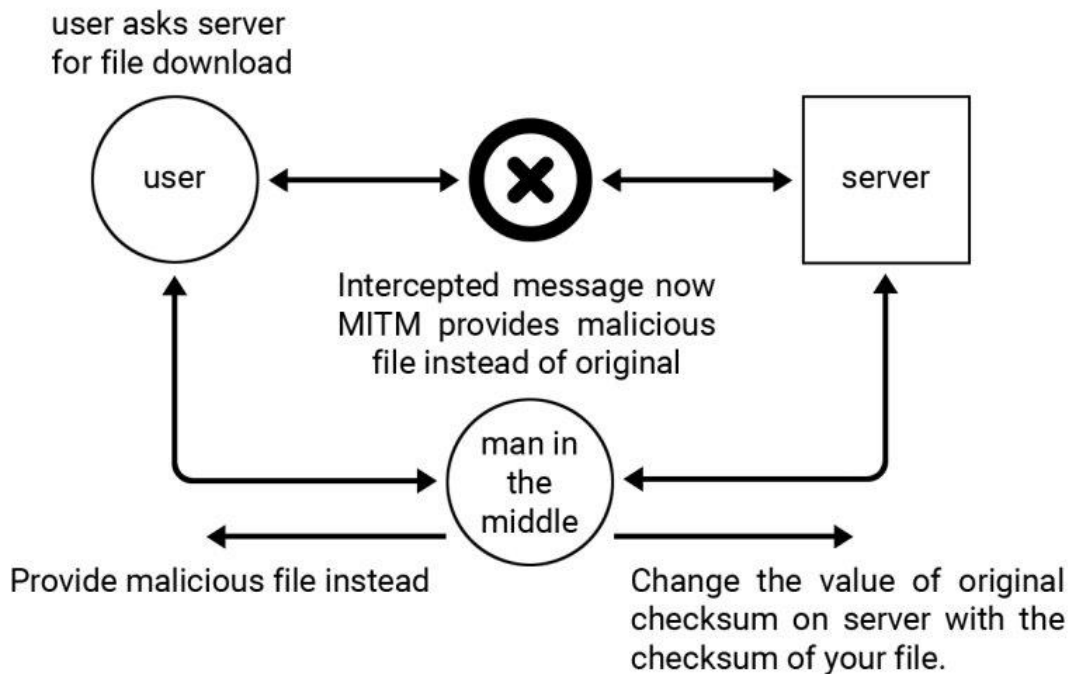 user asks server
for file download
user
server
Intercepted message now
MITM provides malicious
file instead of original
man in
the
middle
Provide malicious file instead
Change the value of original
checksum on server with the
checksum of your file.